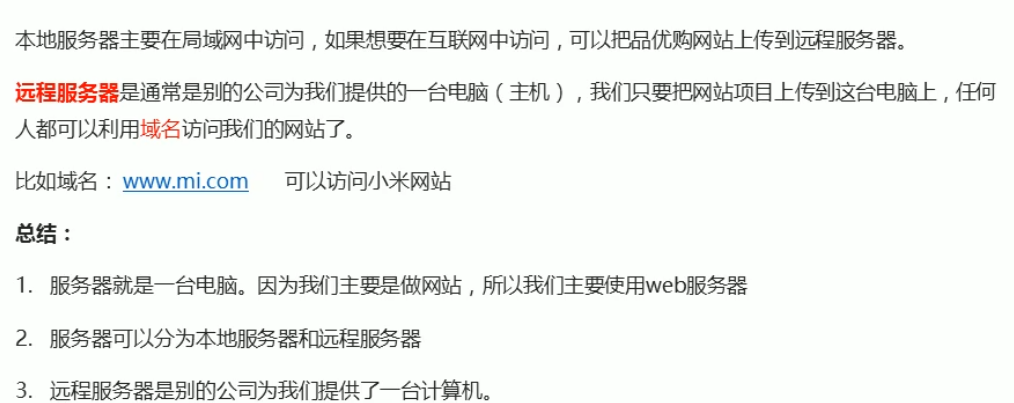 本地服务器主要在局域网中访问，如果想要在互联网中访问，可以把品优购网站上传到远程服务器。
远程服务器是通常是别的公司为我们提供的一台电脑（主机），我们只要把网站项目上传到这台电脑上，任何
人都可以利用域名访问我们的网站了。
比如域名： www.mi.com 可以访问小米网站
总结：
1. 服务器就是一台电脑。因为我们主要是做网站，所以我们主要使用web服务器
2. 服务器可以分为本地服务器和远程服务器
3. 远程服务器是别的公司为我们提供了一台计算机。